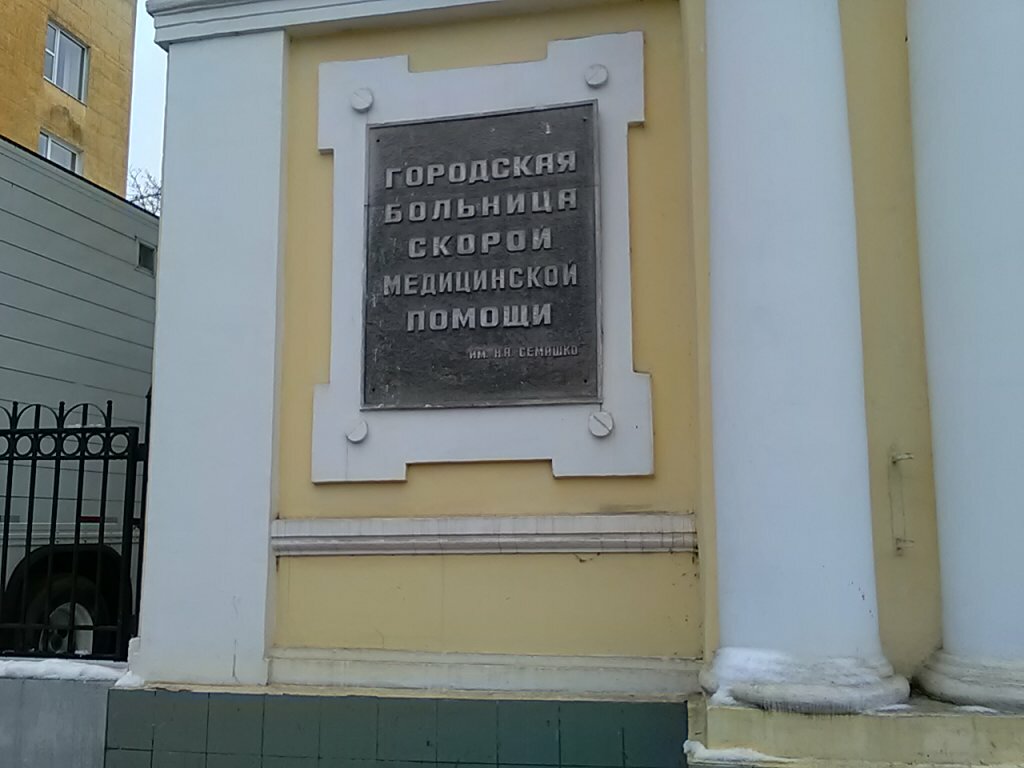 ГОРОДСКАЯ
БОЛЬНИЦА
СКОРОЙ
МЕДИЦИНСКОЙ
ПОМОЩИ
ИМ. Н.А. СЕМАШКО